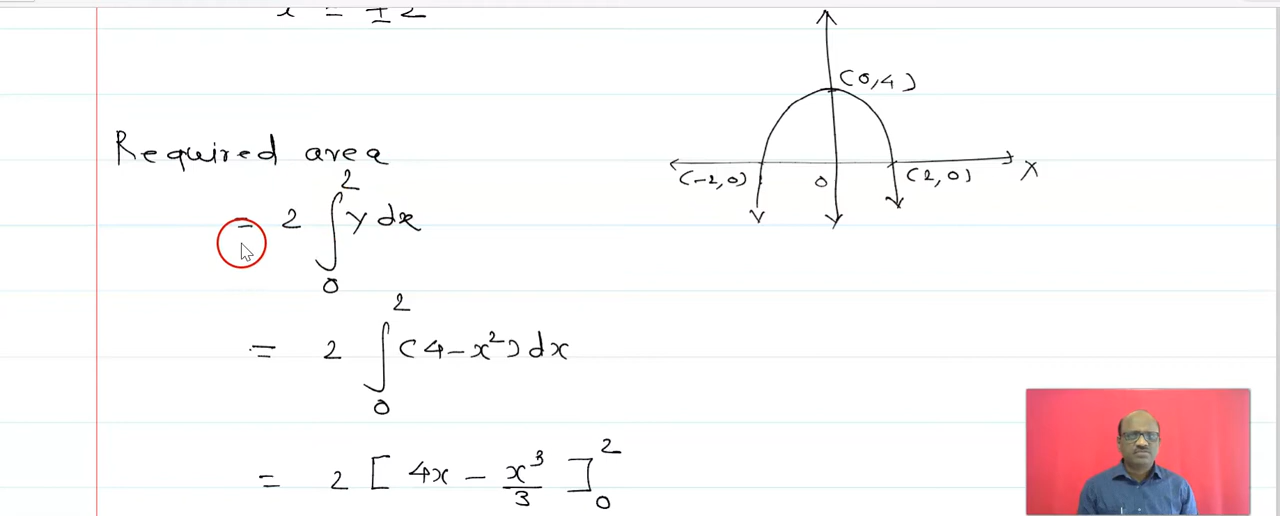 x = ±2
(0,4)
Required area
(-2,0) 0 (2,0) X
= 2 ∫₀² y dx
= 2 ∫₀² (4-x²) dx
= 2 [ 4x - x³/3 ]₀²